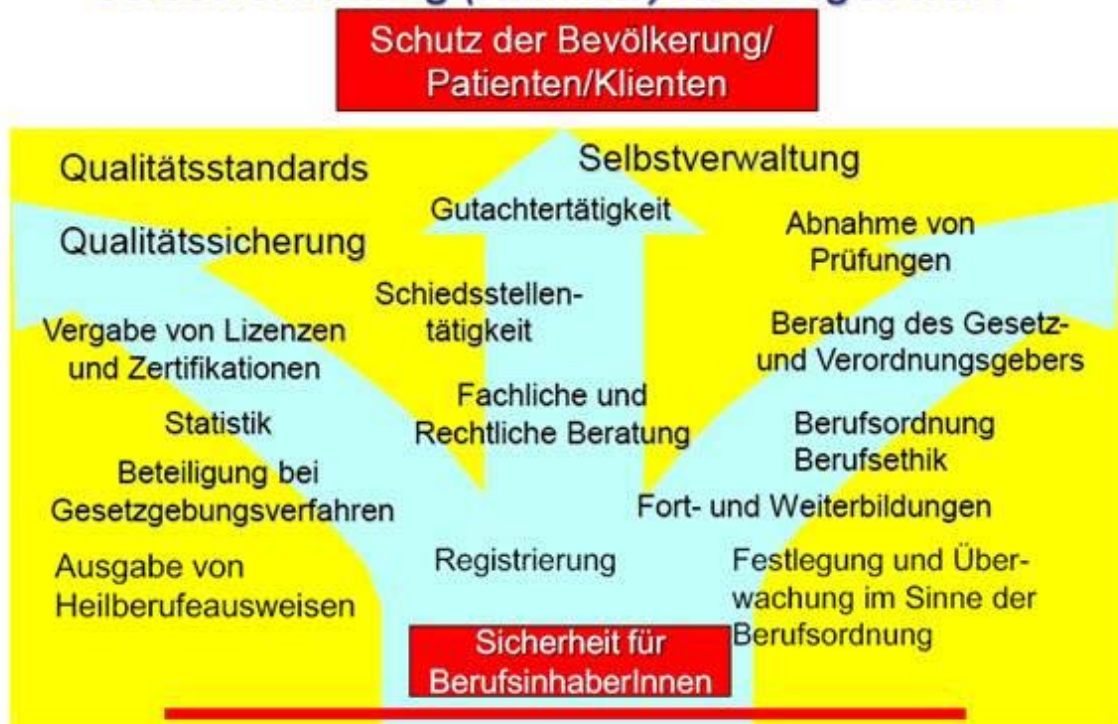 Schutz der Bevölkerung/
Patienten/Klienten
Qualitätsstandards
Selbstverwaltung
Gutachtertätigkeit
Abnahme von
Prüfungen
Qualitätssicherung
Schiedsstellen-
tätigkeit
Vergabe von Lizenzen
und Zertifikationen
Beratung des Gesetz-
und Verordnungsgebers
Fachliche und
Rechtliche Beratung
Statistik
Berufsordnung
Berufsethik
Beteiligung bei
Gesetzgebungsverfahren
Fort- und Weiterbildungen
Ausgabe von
Heilberufeausweisen
Registrierung
Festlegung und Über-
wachung im Sinne der
Berufsordnung
Sicherheit für
BerufsinhaberInnen